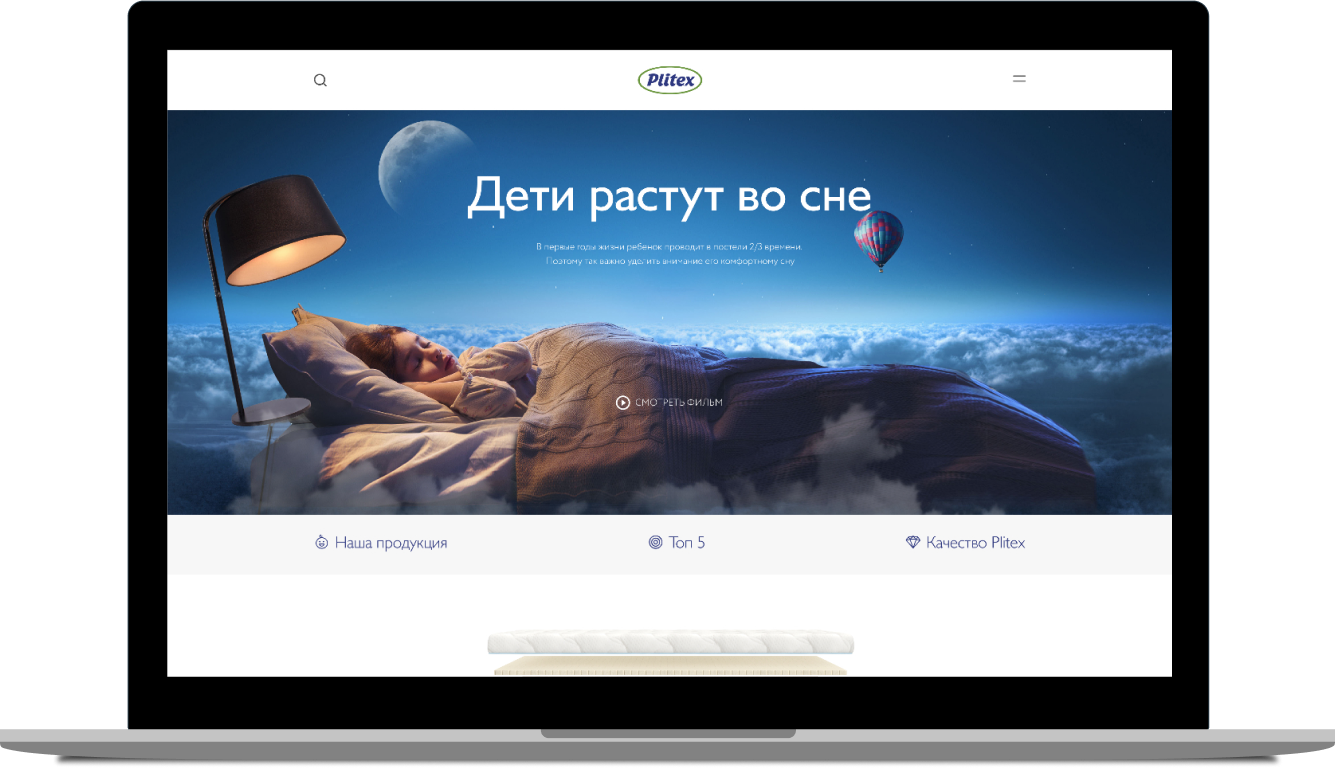 Plitex
Дети растут во сне
В первые годы жизни ребенок проводит в постели 2/3 времени.
Поэтому так важно уделить внимание его комфортному сну
СМОТРЕТЬ ФИЛЬМ
Наша продукция
Топ 5
Качество Plitex